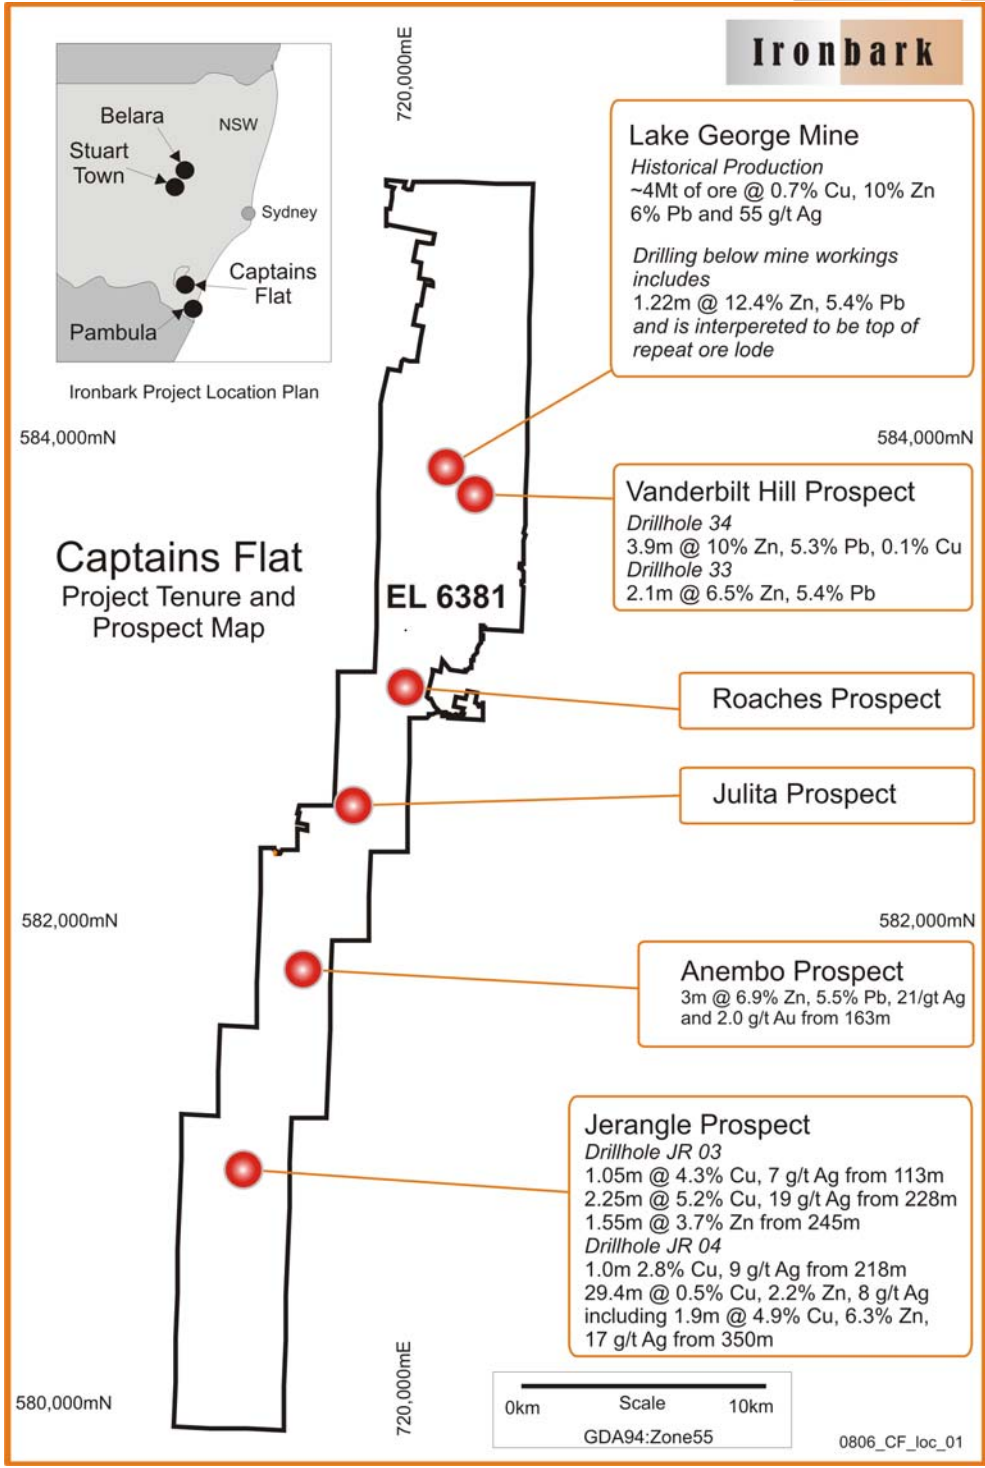 Ironbark
720,000mE
Belara
NSW
Stuart
Town
Sydney
Captains
Flat
Pambula
Ironbark Project Location Plan
Lake George Mine
Historical Production
~4Mt of ore @ 0.7% Cu, 10% Zn
6% Pb and 55 g/t Ag
Drilling below mine workings
includes
1.22m @ 12.4% Zn, 5.4% Pb
and is interpereted to be top of
repeat ore lode
584,000mN
584,000mN
Vanderbilt Hill Prospect
Drillhole 34
3.9m @ 10% Zn, 5.3% Pb, 0.1% Cu
Drillhole 33
2.1m @ 6.5% Zn, 5.4% Pb
Captains Flat
Project Tenure and
Prospect Map
EL 6381
Roaches Prospect
Julita Prospect
582,000mN
582,000mN
Anembo Prospect
3m @ 6.9% Zn, 5.5% Pb, 21/gt Ag
and 2.0 g/t Au from 163m
Jerangle Prospect
Drillhole JR 03
1.05m @ 4.3% Cu, 7 g/t Ag from 113m
2.25m @ 5.2% Cu, 19 g/t Ag from 228m
1.55m @ 3.7% Zn from 245m
Drillhole JR 04
1.0m 2.8% Cu, 9 g/t Ag from 218m
29.4m @ 0.5% Cu, 2.2% Zn, 8 g/t Ag
including 1.9m @ 4.9% Cu, 6.3% Zn,
17 g/t Ag from 350m
580,000mN
720,000mE
0km
Scale
10km
GDA94:Zone55
0806_CF_loc_01